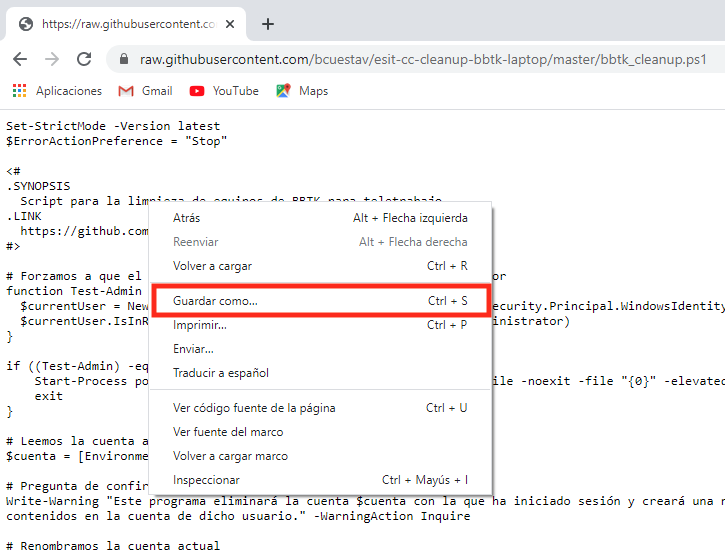 https://raw.githubusercontent.co
raw.githubusercontent.com/bcuestav/esit-cc-cleanup-bbtk-laptop/master/bbtk_cleanup.ps1
Aplicaciones Gmail YouTube Maps
Set-StrictMode -Version latest
$ErrorActionPreference = "Stop"
<#
.SYNOPSIS
Script para la limpieza de equipos de BBTK para teletrabajo
.LINK
https://github.com
#>
Atrás Alt + Flecha izquierda
Reenviar Alt + Flecha derecha
Volver a cargar Ctrl + R
Guardar como... Ctrl + S
Imprimir... Ctrl + P
Enviar...
Traducir a español
Ver código fuente de la página Ctrl + U
Ver fuente del marco
Volver a cargar marco
Inspeccionar Ctrl + Mayús + I
# Forzamos a que el or
function Test-Admin
$currentUser = New ecurity.Principal.WindowsIdentity
$currentUser.IsInR inistrator)
}
if ((Test-Admin) -eq
Start-Process po ile -noexit -file "{0}" -elevated
exit
}
# Leemos la cuenta a
$cuenta = [Environme
# Pregunta de confir
Write-Warning "Este programa eliminará la cuenta $cuenta con la que ha iniciado sesión y creará una n
contenidos en la cuenta de dicho usuario." -WarningAction Inquire
# Renombramos la cuenta actual